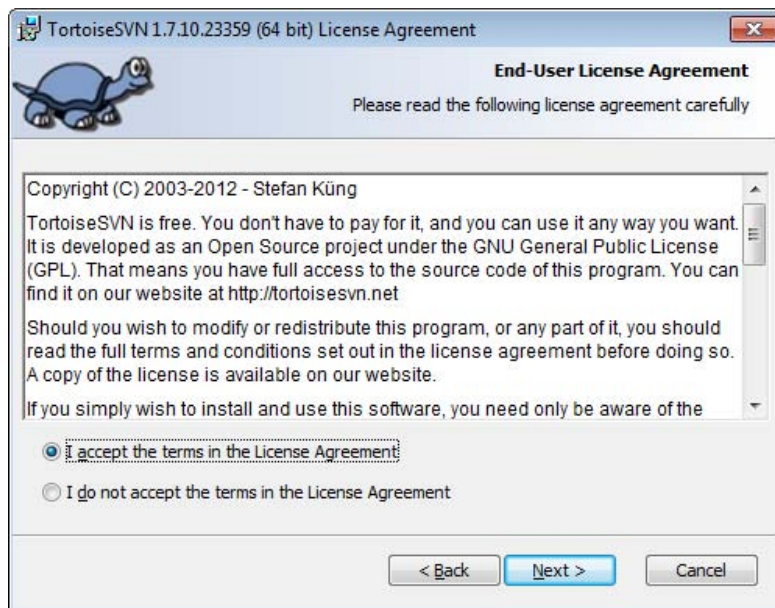 TortoiseSVN 1.7.10.23359 (64 bit) License Agreement
End-User License Agreement
Please read the following license agreement carefully
Copyright (C) 2003-2012 - Stefan Küng
TortoiseSVN is free. You don't have to pay for it, and you can use it any way you want.
It is developed as an Open Source project under the GNU General Public License
(GPL). That means you have full access to the source code of this program. You can
find it on our website at http://tortoisesvn.net
Should you wish to modify or redistribute this program, or any part of it, you should
read the full terms and conditions set out in the license agreement before doing so.
A copy of the license is available on our website.
If you simply wish to install and use this software, you need only be aware of the
I accept the terms in the License Agreement
I do not accept the terms in the License Agreement
< Back
Next >
Cancel